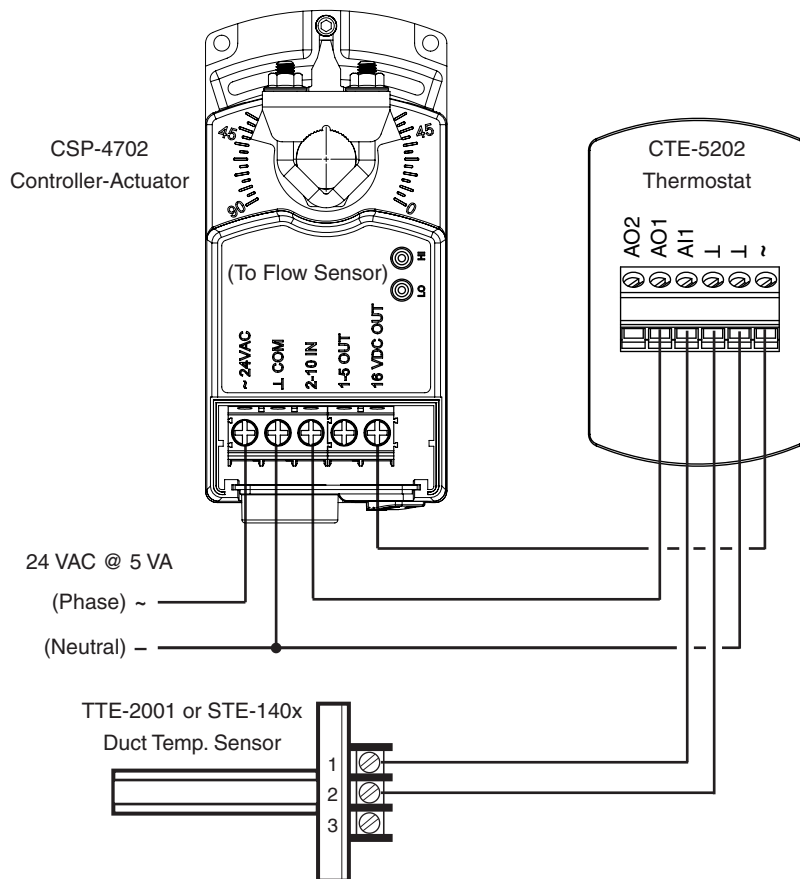 CSP-4702
Controller-Actuator
45
45
90
0
(To Flow Sensor)
HI
LO
~ 24VAC
⊥ COM
2-10 IN
1-5 OUT
16 VDC OUT
CTE-5202
Thermostat
AO2
AO1
AI1
⊥
⊥
~
24 VAC @ 5 VA
(Phase) ~
(Neutral) –
TTE-2001 or STE-140x
Duct Temp. Sensor
1
2
3